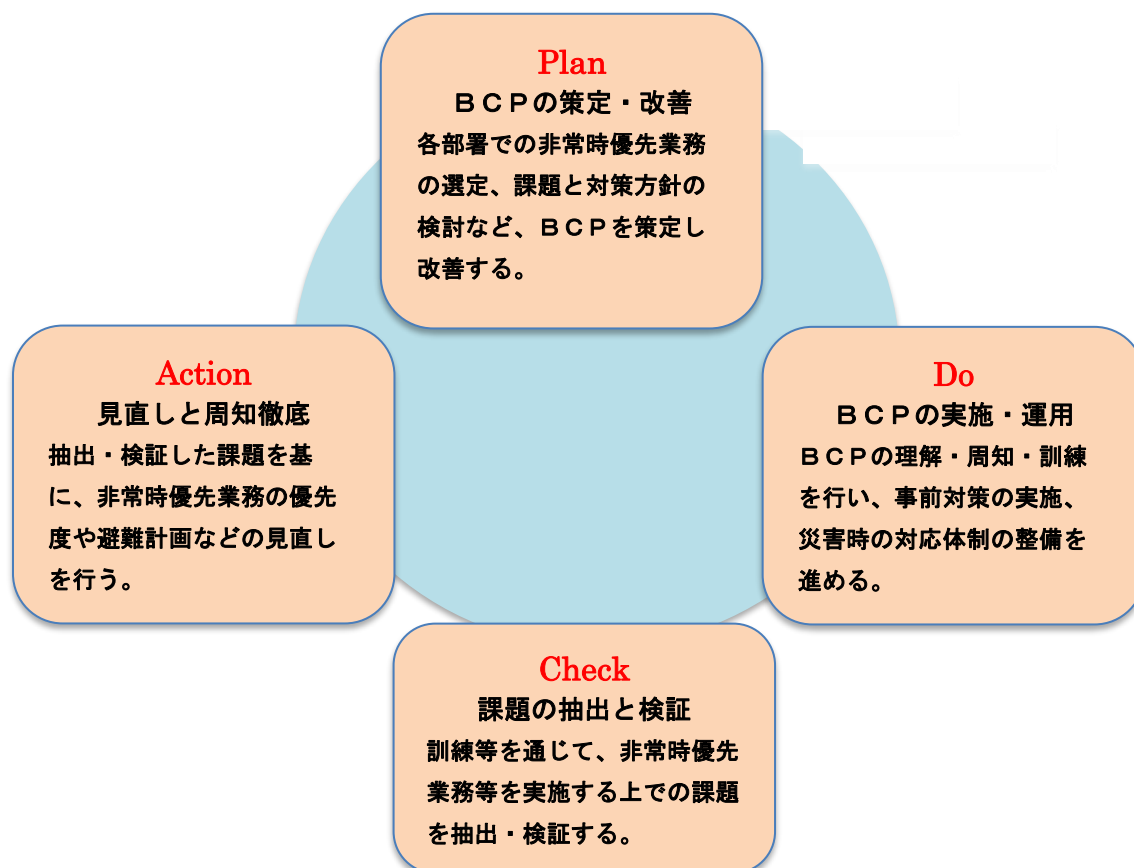 Plan
ＢＣＰの策定・改善
各部署での非常時優先業務
の選定、課題と対策方針の
検討など、ＢＣＰを策定し
改善する。
Do
ＢＣＰの実施・運用
ＢＣＰの理解・周知・訓練
を行い、事前対策の実施、
災害時の対応体制の整備を
進める。
Check
課題の抽出と検証
訓練等を通じて、非常時優先
業務等を実施する上での課題
を抽出・検証する。
Action
見直しと周知徹底
抽出・検証した課題を基
に、非常時優先業務の優先
度や避難計画などの見直し
を行う。